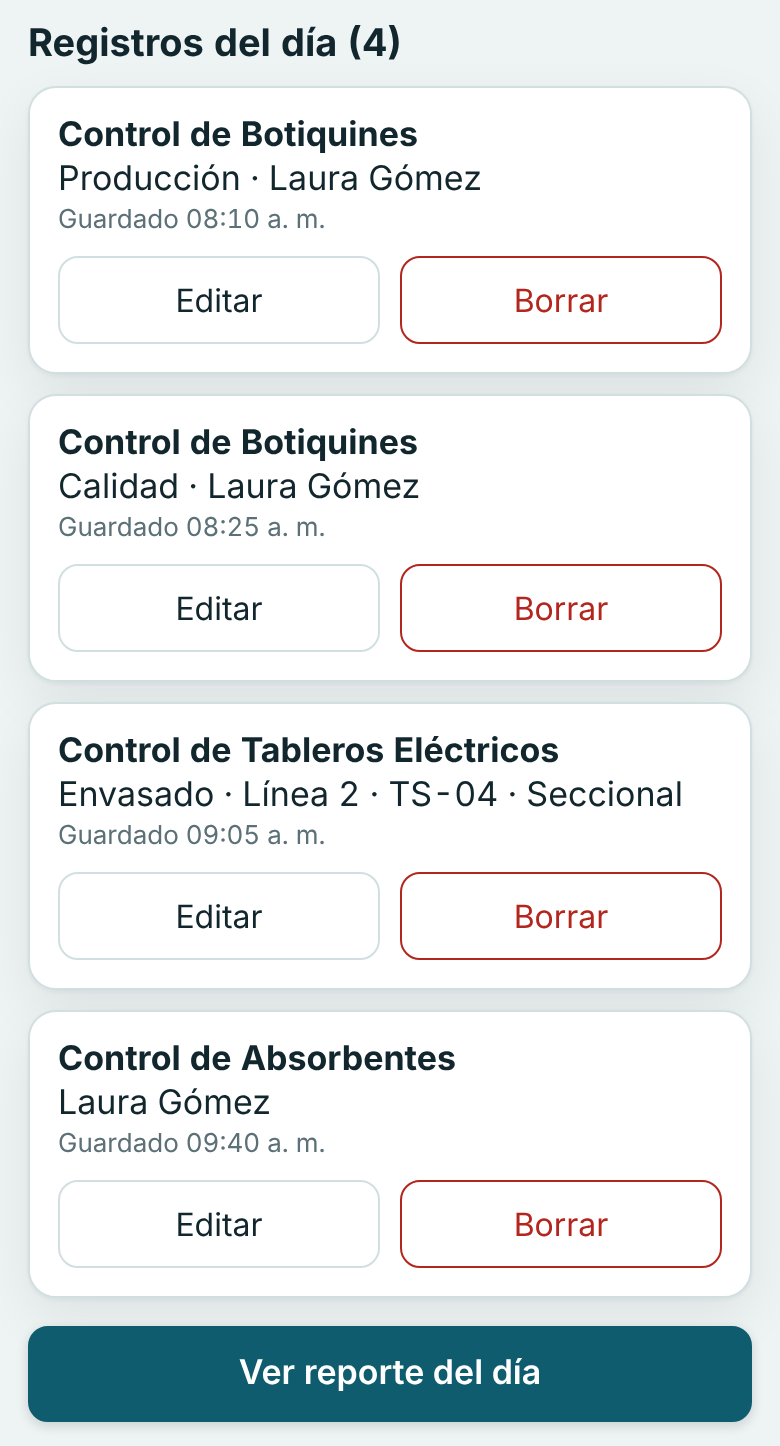 Registros del día (4)
Control de Botiquines
Producción · Laura Gómez
Guardado 08:10 a. m.
Editar
Borrar
Control de Botiquines
Calidad · Laura Gómez
Guardado 08:25 a. m.
Editar
Borrar
Control de Tableros Eléctricos
Envasado · Línea 2 · TS-04 · Seccional
Guardado 09:05 a. m.
Editar
Borrar
Control de Absorbentes
Laura Gómez
Guardado 09:40 a. m.
Editar
Borrar
Ver reporte del día